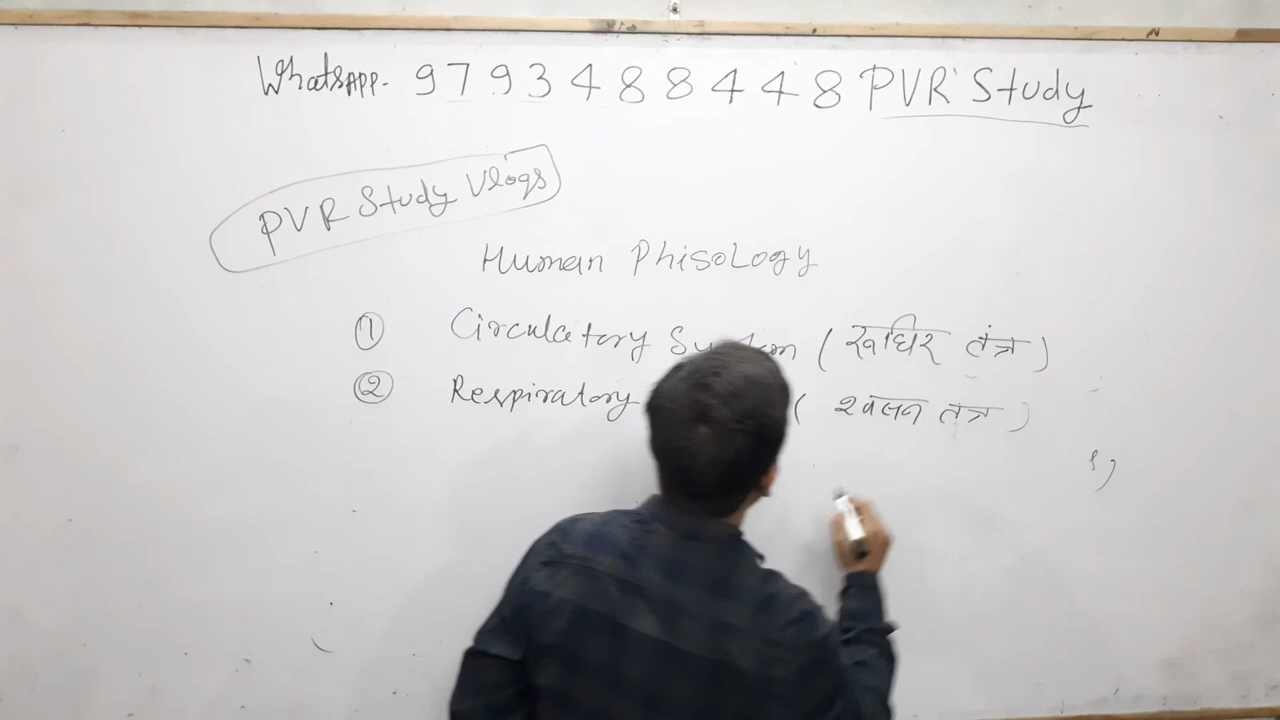 WhatsAPP. 9793488448 PVR Study
PVR Study Vlogs
Human Phisology
① Circulatory (रूधिर तंत्र)
② Respiratory ( श्वसन तंत्र )